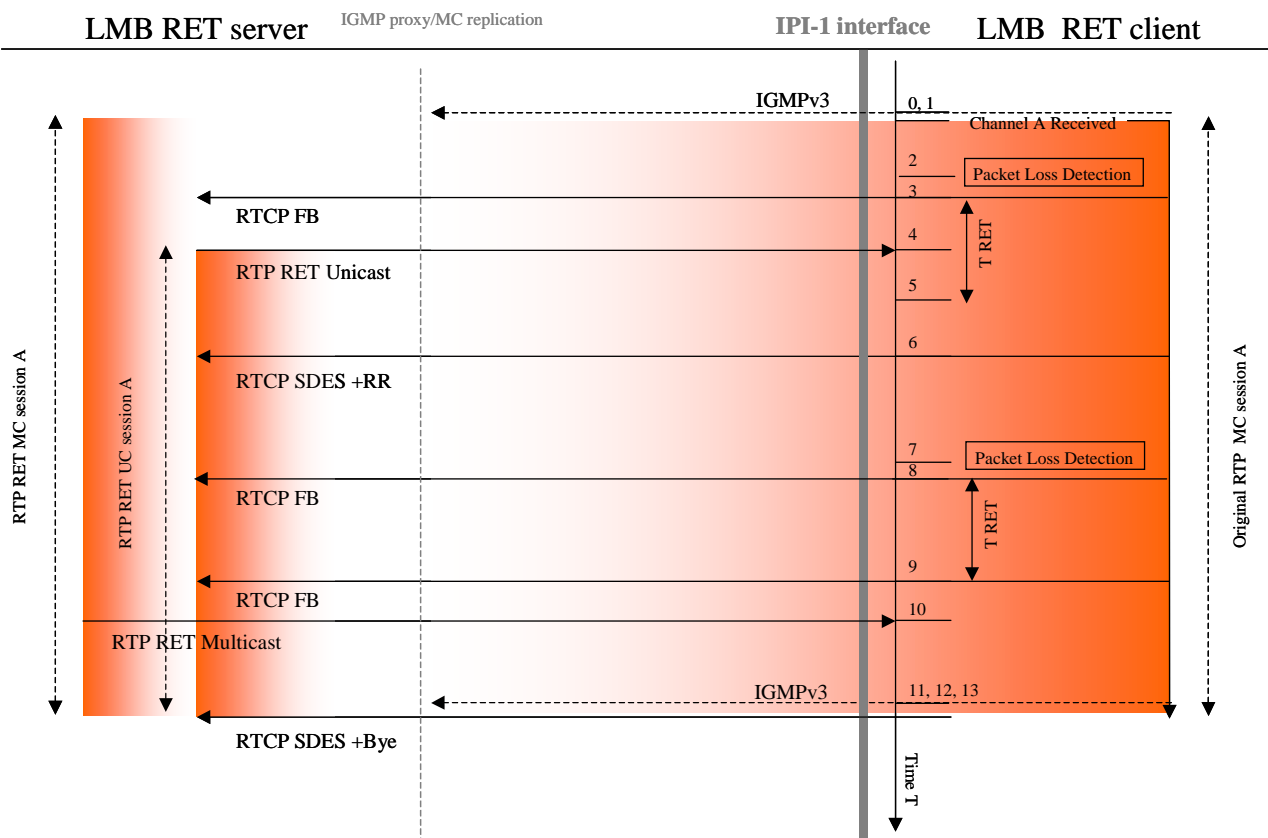 LMB RET server
IGMP proxy/MC replication
IPI-1 interface
LMB RET client
IGMPv3
0, 1
Channel A Received
2
Packet Loss Detection
3
RTCP FB
T RET
4
RTP RET Unicast
5
6
RTCP SDES +RR
RTP RET MC session A
RTP RET UC session A
Original RTP MC session A
7
Packet Loss Detection
8
RTCP FB
T RET
9
RTCP FB
10
RTP RET Multicast
IGMPv3
11, 12, 13
RTCP SDES +Bye
Time T